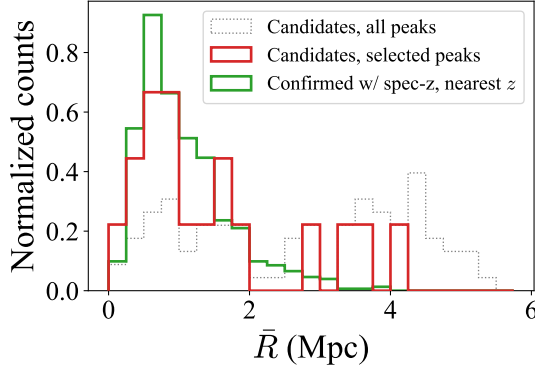 Candidates, all peaks
Candidates, selected peaks
Confirmed w/ spec-z, nearest z
Normalized counts
0.8
0.6
0.4
0.2
0.0
0 2 4 6
R̄ (Mpc)